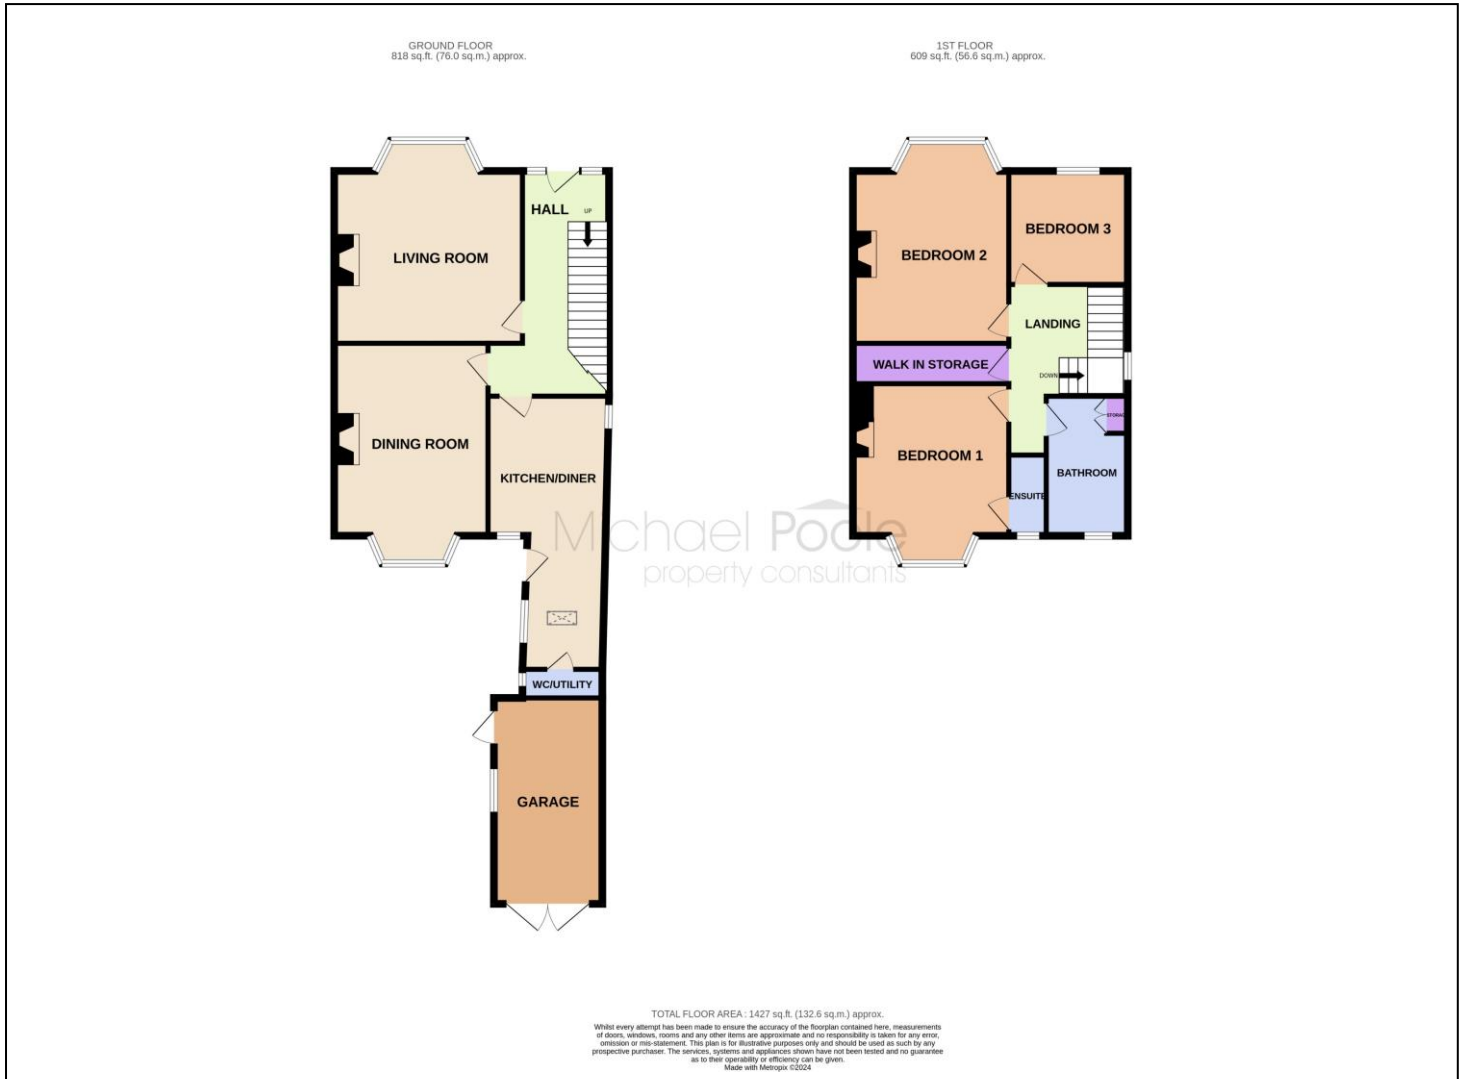 GROUND FLOOR
818 sq.ft. (76.0 sq.m.) approx.
1ST FLOOR
609 sq.ft. (56.6 sq.m.) approx.
HALL
UP
LIVING ROOM
DINING ROOM
KITCHEN/DINER
WC/UTILITY
GARAGE
BEDROOM 2
BEDROOM 3
LANDING
WALK IN STORAGE
DOWN
STORAGE
BEDROOM 1
BATHROOM
ENSUITE
Michael Poole
property consultants
TOTAL FLOOR AREA : 1427 sq.ft. (132.6 sq.m.) approx.
Whilst every attempt has been made to ensure the accuracy of the floorplan contained here, measurements
of doors, windows, rooms and any other items are approximate and no responsibility is taken for any error,
omission or mis-statement. This plan is for illustrative purposes only and should be used as such by any
prospective purchaser. The services, systems and appliances shown have not been tested and no guarantee
as to their operability or efficiency can be given.
Made with Metropix ©2024